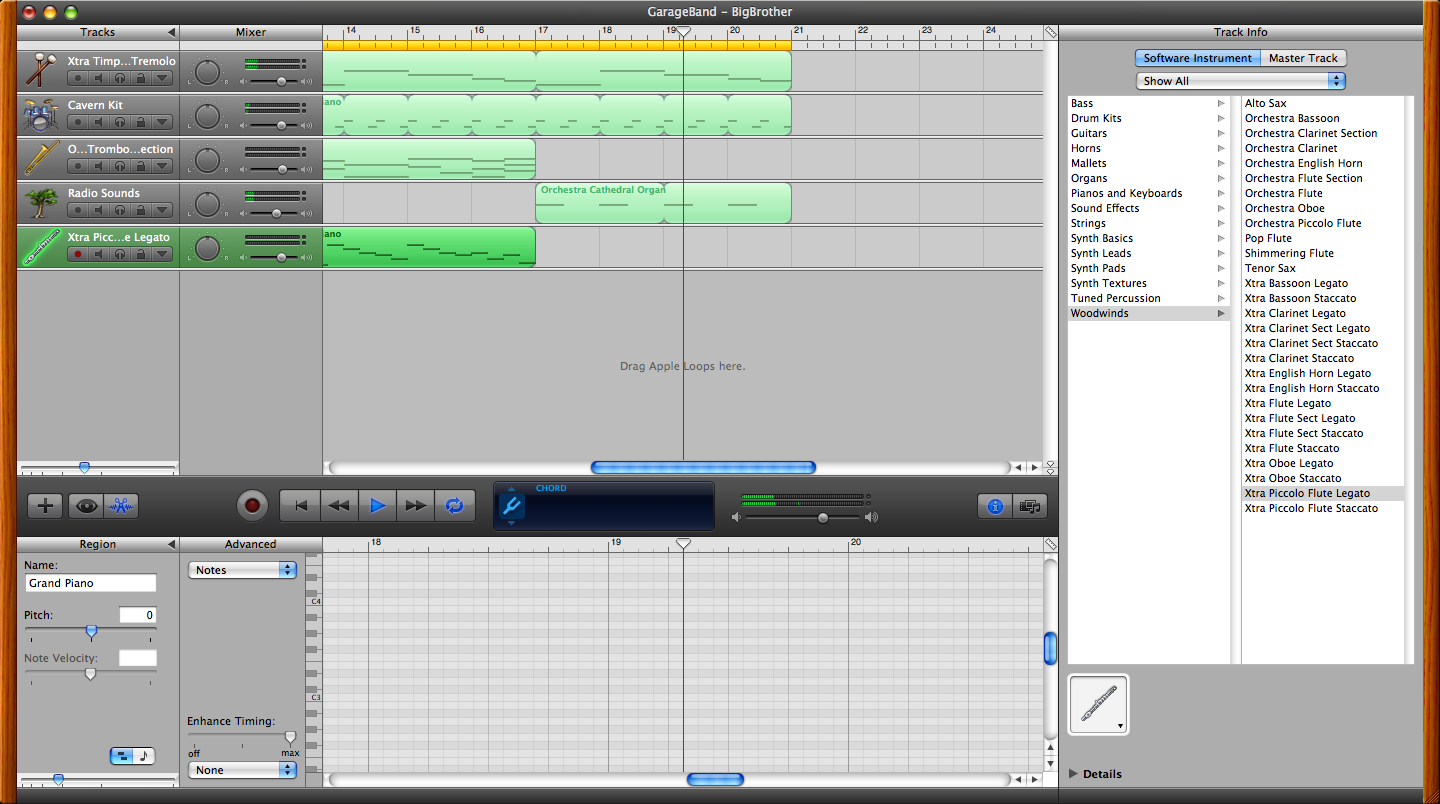 GarageBand – BigBrother
Tracks
Mixer
14 15 16 17 18 19 20 21 22 23 24
Track Info
Xtra Timp...Tremolo
Software Instrument
Master Track
Show All
Cavern Kit
ano
O...Trombo...ection
Radio Sounds
Orchestra Cathedral Organ
Xtra Picc...e Legato
ano
L R
L R
L R
L R
L R
Bass
Drum Kits
Guitars
Horns
Mallets
Organs
Pianos and Keyboards
Sound Effects
Strings
Synth Basics
Synth Leads
Synth Pads
Synth Textures
Tuned Percussion
Woodwinds
Alto Sax
Orchestra Bassoon
Orchestra Clarinet Section
Orchestra Clarinet
Orchestra English Horn
Orchestra Flute Section
Orchestra Flute
Orchestra Oboe
Orchestra Piccolo Flute
Pop Flute
Shimmering Flute
Tenor Sax
Xtra Bassoon Legato
Xtra Bassoon Staccato
Xtra Clarinet Legato
Xtra Clarinet Sect Legato
Xtra Clarinet Sect Staccato
Xtra Clarinet Staccato
Xtra English Horn Legato
Xtra English Horn Staccato
Xtra Flute Legato
Xtra Flute Sect Legato
Xtra Flute Sect Staccato
Xtra Flute Staccato
Xtra Oboe Legato
Xtra Oboe Staccato
Xtra Piccolo Flute Legato
Xtra Piccolo Flute Staccato
Drag Apple Loops here.
CHORD
Region
Advanced
18 19 20
Name:
Grand Piano
Notes
Pitch:
0
Note Velocity:
C4
C3
Enhance Timing:
off max
None
Details